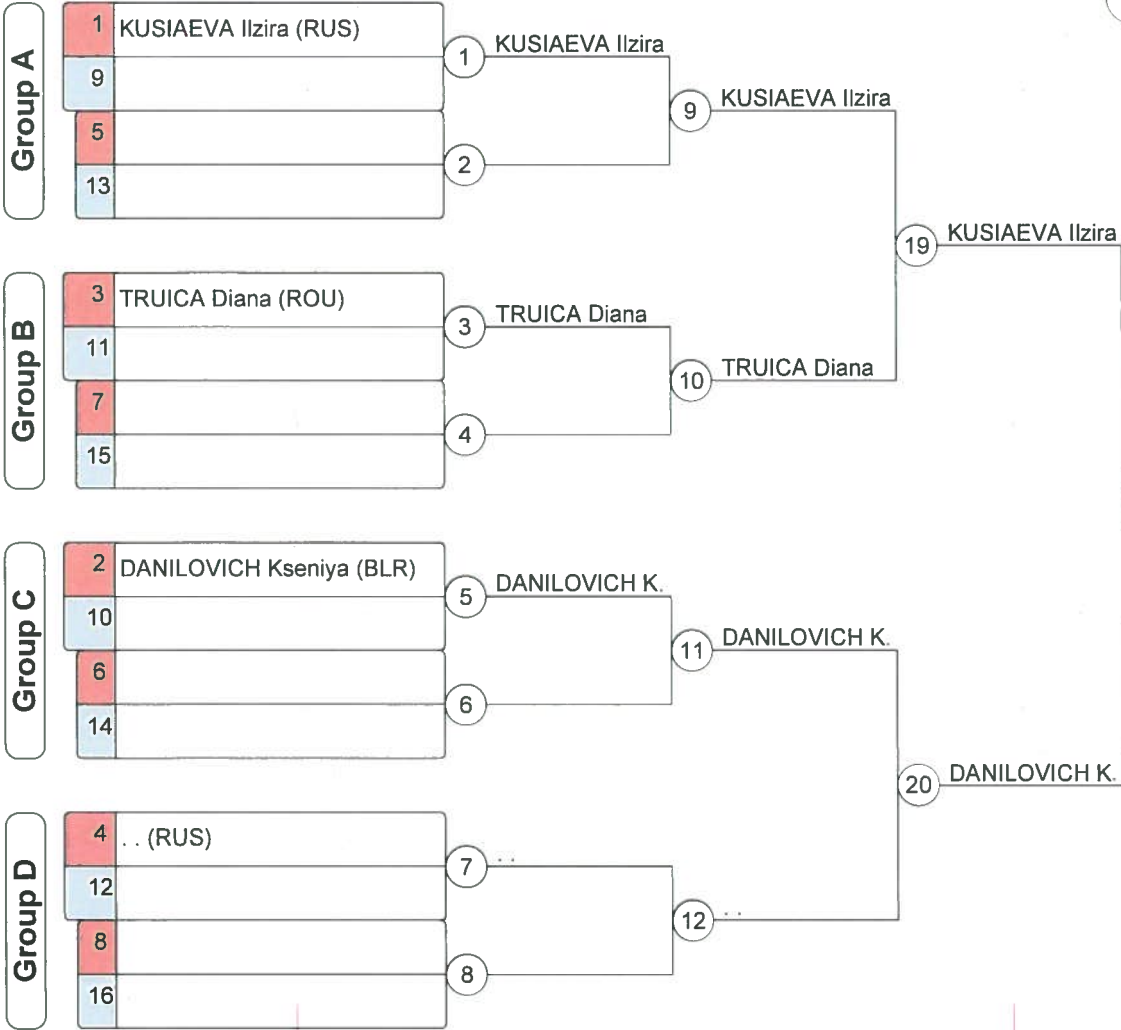 Group A
1 KUSIAEVA Ilzira (RUS)
9
5
13
1 KUSIAEVA Ilzira
2
9 KUSIAEVA Ilzira
19 KUSIAEVA Ilzira
Group B
3 TRUICA Diana (ROU)
11
7
15
3 TRUICA Diana
4
10 TRUICA Diana
Group C
2 DANILOVICH Kseniya (BLR)
10
6
14
5 DANILOVICH K.
6
11 DANILOVICH K.
20 DANILOVICH K.
Group D
4 . . (RUS)
12
8
16
7 . .
8
12 . .